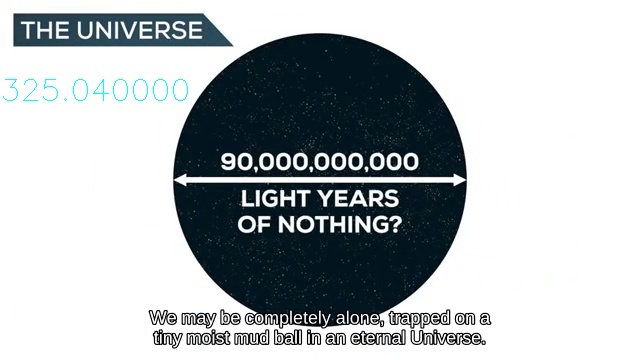 THE UNIVERSE
325.040000
90,000,000,000
LIGHT YEARS
OF NOTHING?
We may be completely alone, trapped on a
tiny moist mud ball in an eternal Universe.